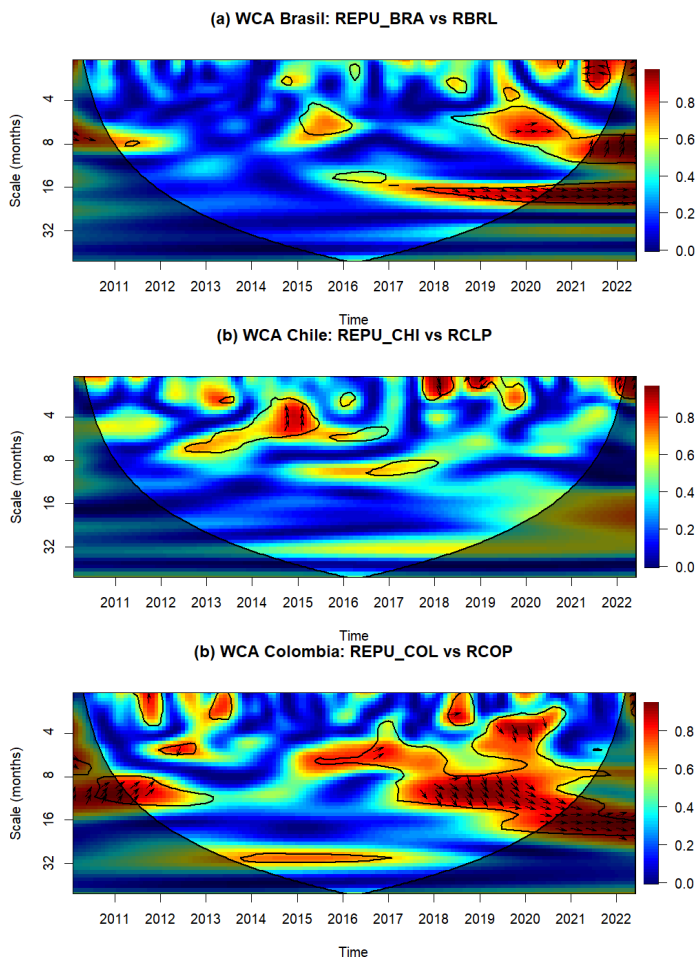 (a) WCA Brasil: REPU_BRA vs RBRL
Scale (months)
4
8
16
32
0.8
0.6
0.4
0.2
0.0
2011 2012 2013 2014 2015 2016 2017 2018 2019 2020 2021 2022
Time
(b) WCA Chile: REPU_CHI vs RCLP
Scale (months)
4
8
16
32
0.8
0.6
0.4
0.2
0.0
2011 2012 2013 2014 2015 2016 2017 2018 2019 2020 2021 2022
Time
(b) WCA Colombia: REPU_COL vs RCOP
Scale (months)
4
8
16
32
0.8
0.6
0.4
0.2
0.0
2011 2012 2013 2014 2015 2016 2017 2018 2019 2020 2021 2022
Time